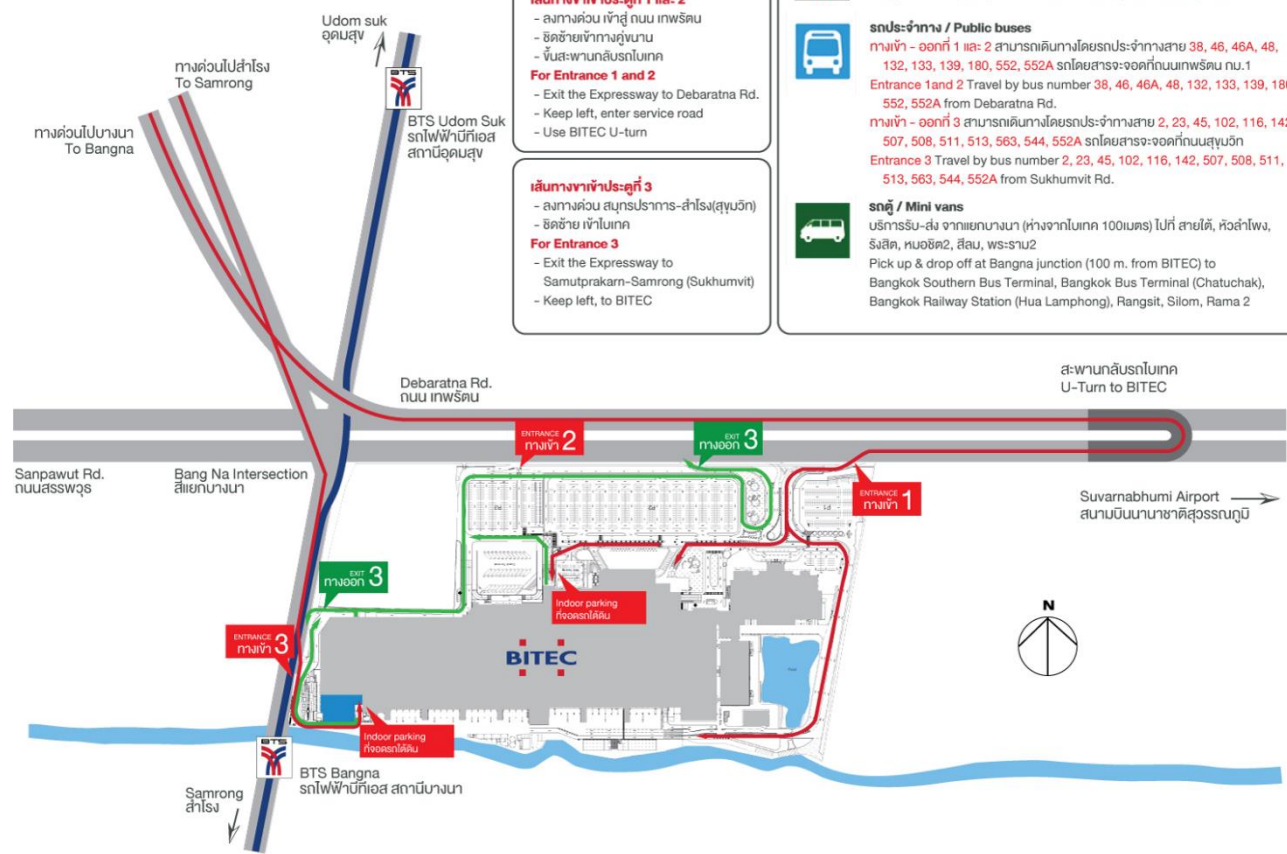 เส้นทางขาเข้าประตูที่ 1 และ 2
- ลงทางด่วน เข้าสู่ ถนน เทพรัตน
- ชิดซ้ายเข้าทางคู่ขนาน
- ขึ้นสะพานกลับรถไบเทค
For Entrance 1 and 2
- Exit the Expressway to Debaratna Rd.
- Keep left, enter service road
- Use BITEC U-turn
เส้นทางขาเข้าประตูที่ 3
- ลงทางด่วน สมุทรปราการ-สำโรง(สุขุมวิท)
- ชิดซ้าย เข้าไบเทค
For Entrance 3
- Exit the Expressway to
Samutprakarn-Samrong (Sukhumvit)
- Keep left, to BITEC
รถประจำทาง / Public buses
ทางเข้า - ออกที่ 1 และ 2 สามารถเดินทางโดยรถประจำทางสาย 38, 46, 46A, 48,
132, 133, 139, 180, 552, 552A รถโดยสารจะจอดที่ถนนเทพรัตน กม.1
Entrance 1and 2 Travel by bus number 38, 46, 46A, 48, 132, 133, 139, 180
552, 552A from Debaratna Rd.
ทางเข้า - ออกที่ 3 สามารถเดินทางโดยรถประจำทางสาย 2, 23, 45, 102, 116, 142
507, 508, 511, 513, 563, 544, 552A รถโดยสารจะจอดที่ถนนสุขุมวิท
Entrance 3 Travel by bus number 2, 23, 45, 102, 116, 142, 507, 508, 511,
513, 563, 544, 552A from Sukhumvit Rd.
รถตู้ / Mini vans
บริการรับ-ส่ง จากแยกบางนา (ห่างจากไบเทค 100เมตร) ไปที่ สายใต้, หัวลำโพง,
รังสิต, หมอชิต2, สีลม, พระราม2
Pick up & drop off at Bangna junction (100 m. from BITEC) to
Bangkok Southern Bus Terminal, Bangkok Bus Terminal (Chatuchak),
Bangkok Railway Station (Hua Lamphong), Rangsit, Silom, Rama 2
Udom suk
อุดมสุข
ทางด่วนไปสำโรง
To Samrong
ทางด่วนไปบางนา
To Bangna
BTS
BTS Udom Suk
รถไฟฟ้าบีทีเอส
สถานีอุดมสุข
Debaratna Rd.
ถนน เทพรัตน
สะพานกลับรถไบเทค
U-Turn to BITEC
Sanpawut Rd.
ถนนสรรพาวุธ
Bang Na Intersection
สี่แยกบางนา
ENTRANCE
ทางเข้า 2
EXIT
ทางออก 3
ENTRANCE
ทางเข้า 1
Suvarnabhumi Airport
สนามบินนานาชาติสุวรรณภูมิ
EXIT
ทางออก 3
Indoor parking
ที่จอดรถใต้ดิน
ENTRANCE
ทางเข้า 3
BITEC
N
Indoor parking
ที่จอดรถใต้ดิน
BTS
BTS Bangna
รถไฟฟ้าบีทีเอส สถานีบางนา
Samrong
สำโรง